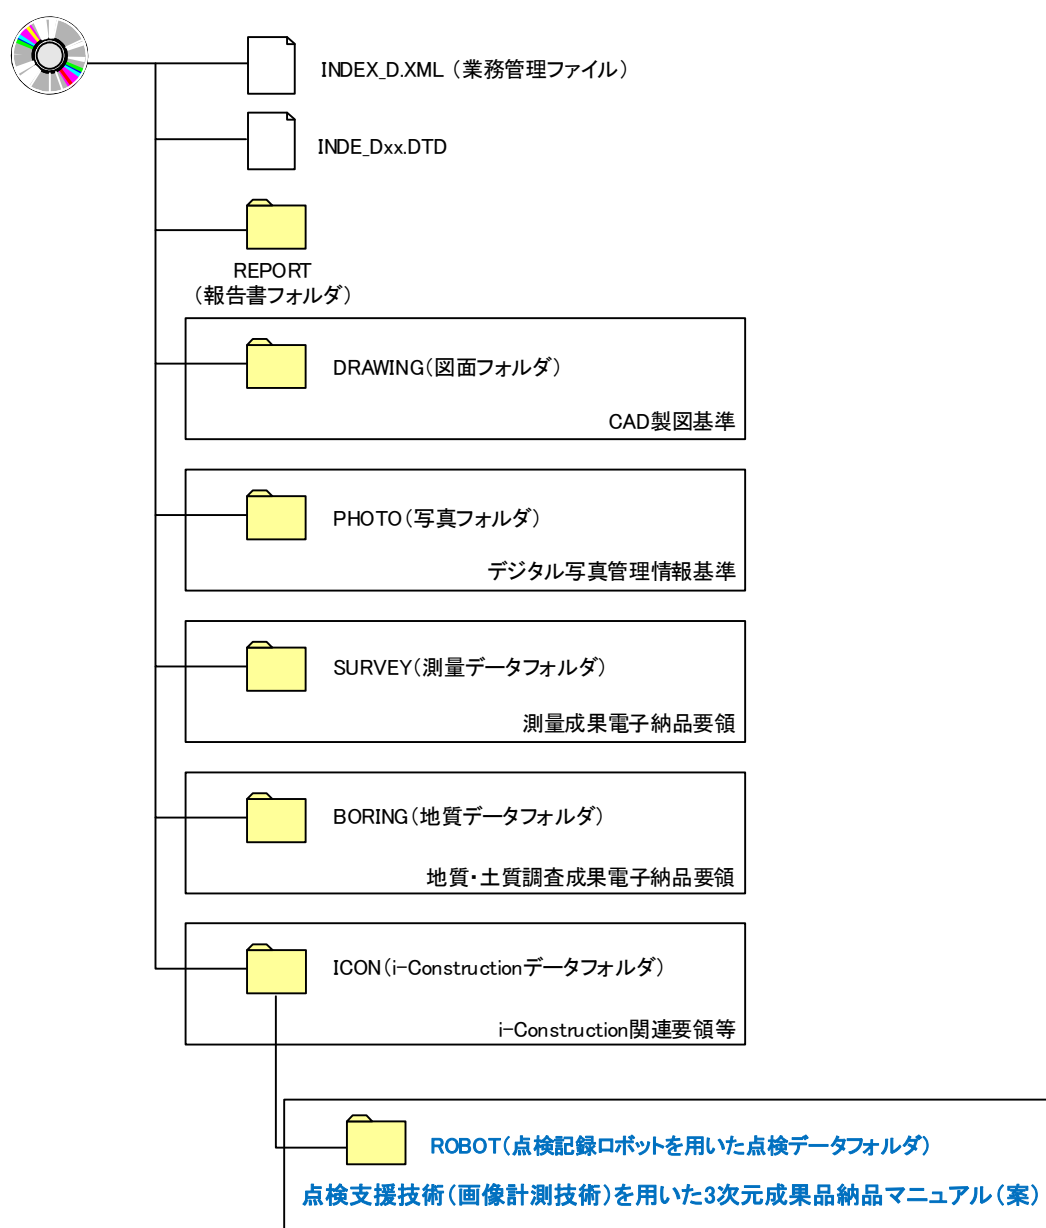 INDEX_D.XML（業務管理ファイル）
INDE_Dxx.DTD
REPORT
（報告書フォルダ）
DRAWING（図面フォルダ）
CAD製図基準
PHOTO（写真フォルダ）
デジタル写真管理情報基準
SURVEY（測量データフォルダ）
測量成果電子納品要領
BORING（地質データフォルダ）
地質・土質調査成果電子納品要領
ICON（i-Constructionデータフォルダ）
i-Construction関連要領等
ROBOT（点検記録ロボットを用いた点検データフォルダ）
点検支援技術（画像計測技術）を用いた3次元成果品納品マニュアル（案）